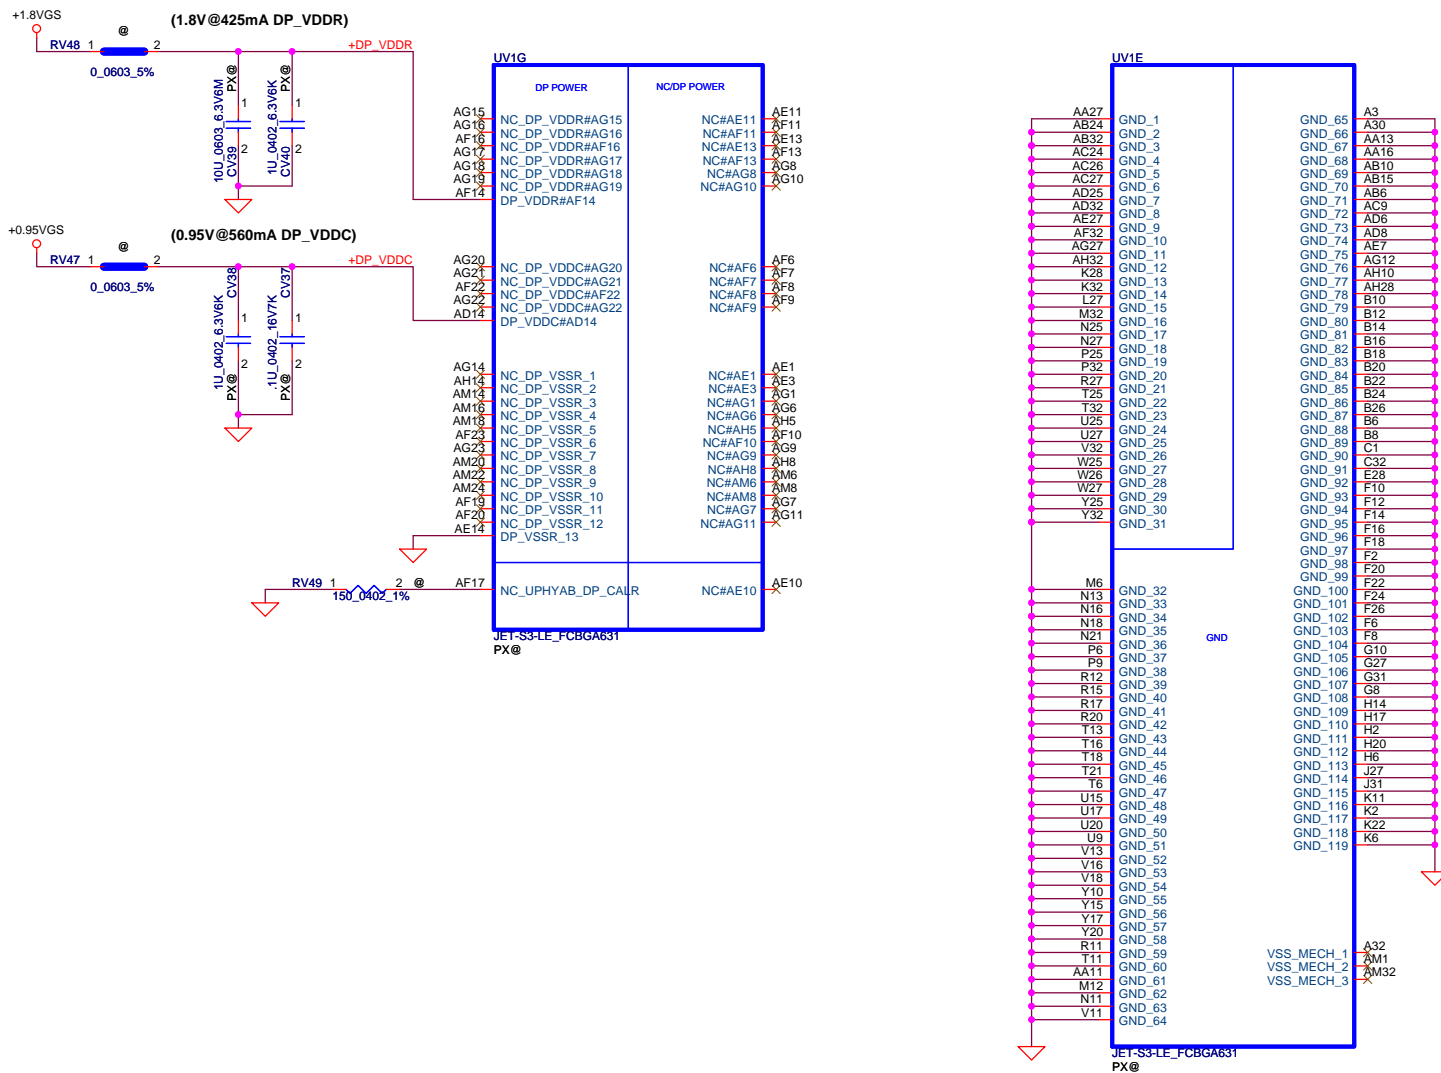 +1.8VGS
(1.8V@425mA DP_VDDR)
RV48 1 @ 2
0_0603_5%
+DP_VDDR
10U_0603_6.3V6M
CV39
PX@
1
2
1U_0402_6.3V6K
CV40
PX@
1
2
+0.95VGS
(0.95V@560mA DP_VDDC)
RV47 1 @ 2
0_0603_5%
+DP_VDDC
1U_0402_6.3V6K
CV38
PX@
1
2
.1U_0402_16V7K
CV37
PX@
1
2
RV49 1 2 @
150_0402_1%
UV1G
DP POWER NC/DP POWER
AG15 NC_DP_VDDR#AG15 NC#AE11 AE11
AG16 NC_DP_VDDR#AG16 NC#AF11 AF11
AF16 NC_DP_VDDR#AF16 NC#AE13 AE13
AG17 NC_DP_VDDR#AG17 NC#AF13 AF13
AG18 NC_DP_VDDR#AG18 NC#AG8 AG8
AG19 NC_DP_VDDR#AG19 NC#AG10 AG10
AF14 DP_VDDR#AF14
AG20 NC_DP_VDDC#AG20 NC#AF6 AF6
AG21 NC_DP_VDDC#AG21 NC#AF7 AF7
AF22 NC_DP_VDDC#AF22 NC#AF8 AF8
AG22 NC_DP_VDDC#AG22 NC#AF9 AF9
AD14 DP_VDDC#AD14
AG14 NC_DP_VSSR_1 NC#AE1 AE1
AH14 NC_DP_VSSR_2 NC#AE3 AE3
AM14 NC_DP_VSSR_3 NC#AG1 AG1
AM16 NC_DP_VSSR_4 NC#AG6 AG6
AM18 NC_DP_VSSR_5 NC#AH5 AH5
AF23 NC_DP_VSSR_6 NC#AF10 AF10
AG23 NC_DP_VSSR_7 NC#AG9 AG9
AM20 NC_DP_VSSR_8 NC#AH8 AH8
AM22 NC_DP_VSSR_9 NC#AM6 AM6
AM24 NC_DP_VSSR_10 NC#AM8 AM8
AF19 NC_DP_VSSR_11 NC#AG7 AG7
AF20 NC_DP_VSSR_12 NC#AG11 AG11
AE14 DP_VSSR_13
AF17 NC_UPHYAB_DP_CALR NC#AE10 AE10
JET-S3-LE_FCBGA631
PX@
UV1E
AA27 GND_1 GND_65 A3
AB24 GND_2 GND_66 A30
AB32 GND_3 GND_67 AA13
AC24 GND_4 GND_68 AA16
AC26 GND_5 GND_69 AB10
AC27 GND_6 GND_70 AB15
AD25 GND_7 GND_71 AB6
AD32 GND_8 GND_72 AC9
AE27 GND_9 GND_73 AD6
AF32 GND_10 GND_74 AD8
AG27 GND_11 GND_75 AE7
AH32 GND_12 GND_76 AG12
K28 GND_13 GND_77 AH10
K32 GND_14 GND_78 AH28
L27 GND_15 GND_79 B10
M32 GND_16 GND_80 B12
N25 GND_17 GND_81 B14
N27 GND_18 GND_82 B16
P25 GND_19 GND_83 B18
P32 GND_20 GND_84 B20
R27 GND_21 GND_85 B22
T25 GND_22 GND_86 B24
T32 GND_23 GND_87 B26
U25 GND_24 GND_88 B6
U27 GND_25 GND_89 B8
V32 GND_26 GND_90 C1
W25 GND_27 GND_91 C32
W26 GND_28 GND_92 E28
W27 GND_29 GND_93 F10
Y25 GND_30 GND_94 F12
Y32 GND_31 GND_95 F14
GND_96 F16
GND_97 F18
GND_98 F2
GND_99 F20
M6 GND_32 GND_100 F22
N13 GND_33 GND_101 F24
N16 GND_34 GND_102 F26
N18 GND_35 GND_103 F6
N21 GND_36 GND_104 F8
P6 GND_37 GND_105 G10
P9 GND_38 GND_106 G27
R12 GND_39 GND_107 G31
R15 GND_40 GND_108 G8
R17 GND_41 GND_109 H14
R20 GND_42 GND_110 H17
T13 GND_43 GND_111 H2
T16 GND_44 GND_112 H20
T18 GND_45 GND_113 H6
T21 GND_46 GND_114 J27
T6 GND_47 GND_115 J31
U15 GND_48 GND_116 K11
U17 GND_49 GND_117 K2
U20 GND_50 GND_118 K22
U9 GND_51 GND_119 K6
GND
V13 GND_52
V16 GND_53
V18 GND_54
Y10 GND_55
Y15 GND_56
Y17 GND_57
Y20 GND_58
R11 GND_59 VSS_MECH_1 A32
T11 GND_60 VSS_MECH_2 AM1
AA11 GND_61 VSS_MECH_3 AM32
M12 GND_62
N11 GND_63
V11 GND_64
JET-S3-LE_FCBGA631
PX@